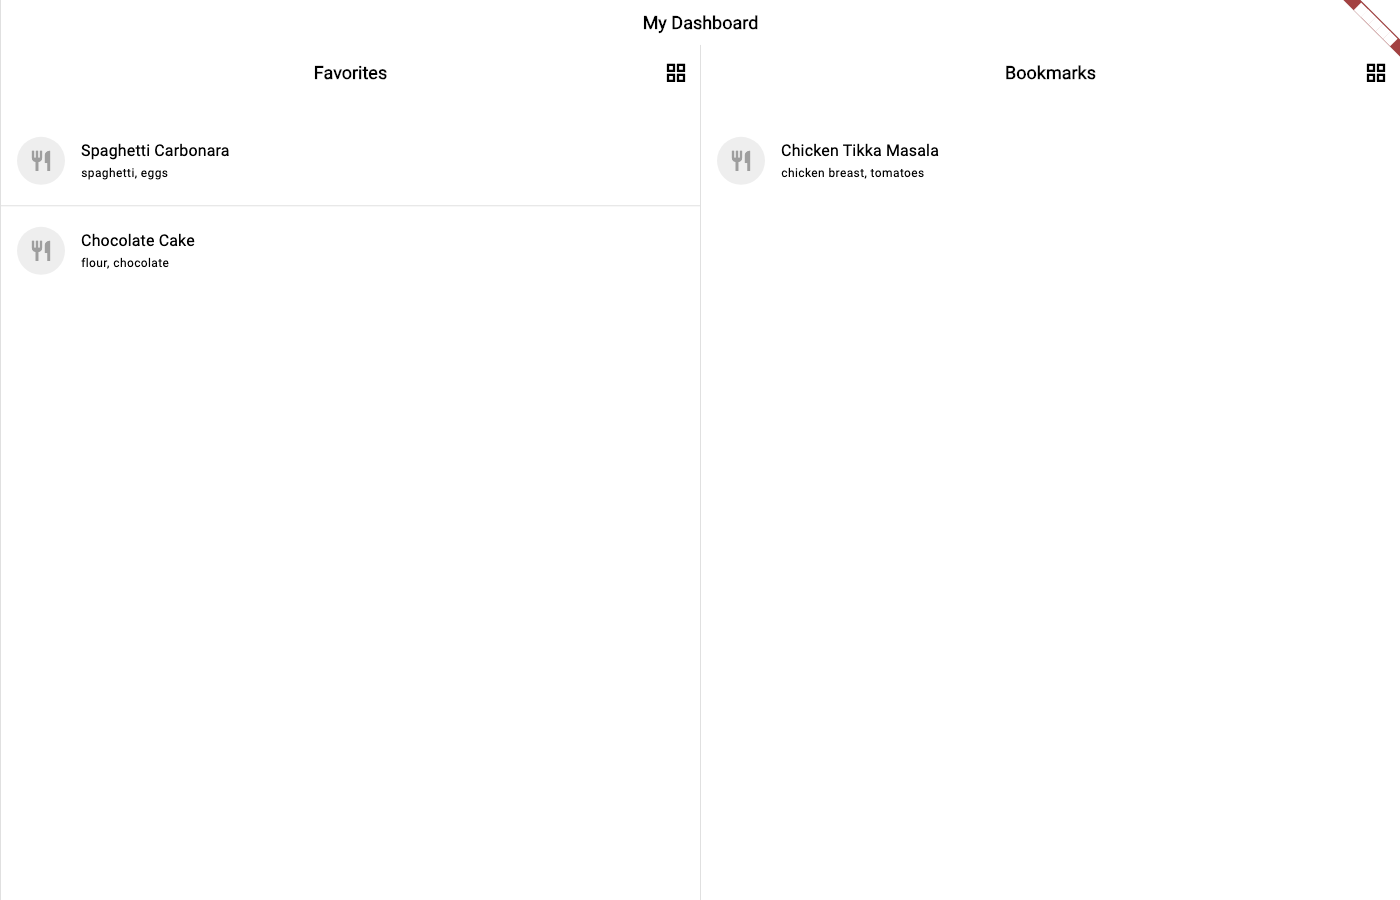 My Dashboard
Favorites
Spaghetti Carbonara
spaghetti, eggs
Chocolate Cake
flour, chocolate
Bookmarks
Chicken Tikka Masala
chicken breast, tomatoes